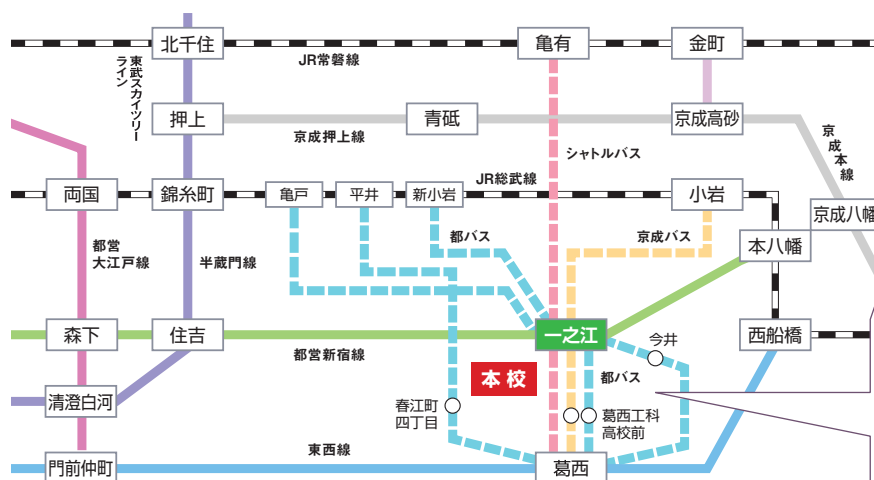 北千住
亀有
金町
JR常磐線
東武スカイツリー
ライン
押上
青砥
京成高砂
京成押上線
京成本線
シャトルバス
JR総武線
両国
錦糸町
亀戸
平井
新小岩
小岩
京成八幡
都営
大江戸線
半蔵門線
都バス
京成バス
本八幡
森下
住吉
一之江
今井
西船橋
都営新宿線
本校
都バス
清澄白河
春江町
四丁目
葛西工科
高校前
東西線
門前仲町
葛西